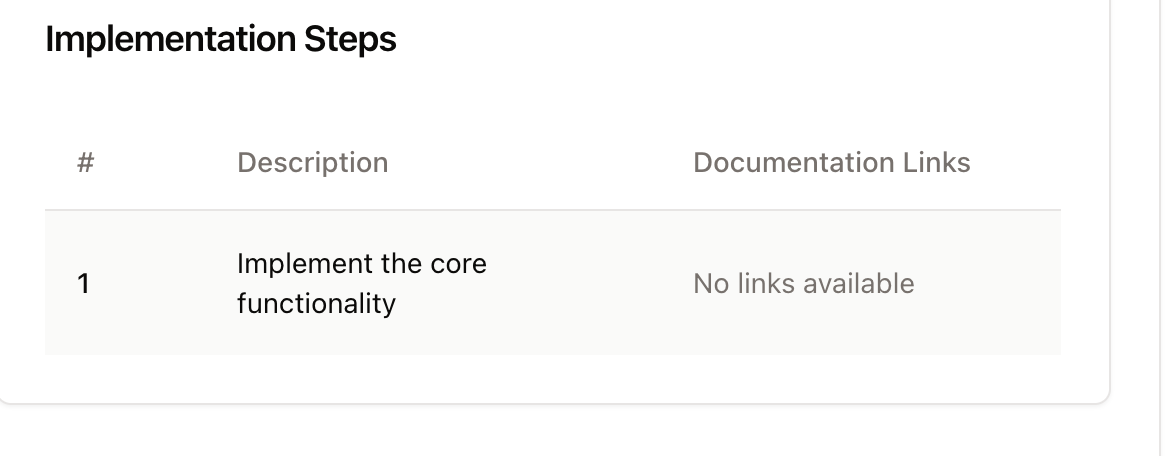 Implementation Steps
# Description Documentation Links
1 Implement the core
functionality No links available